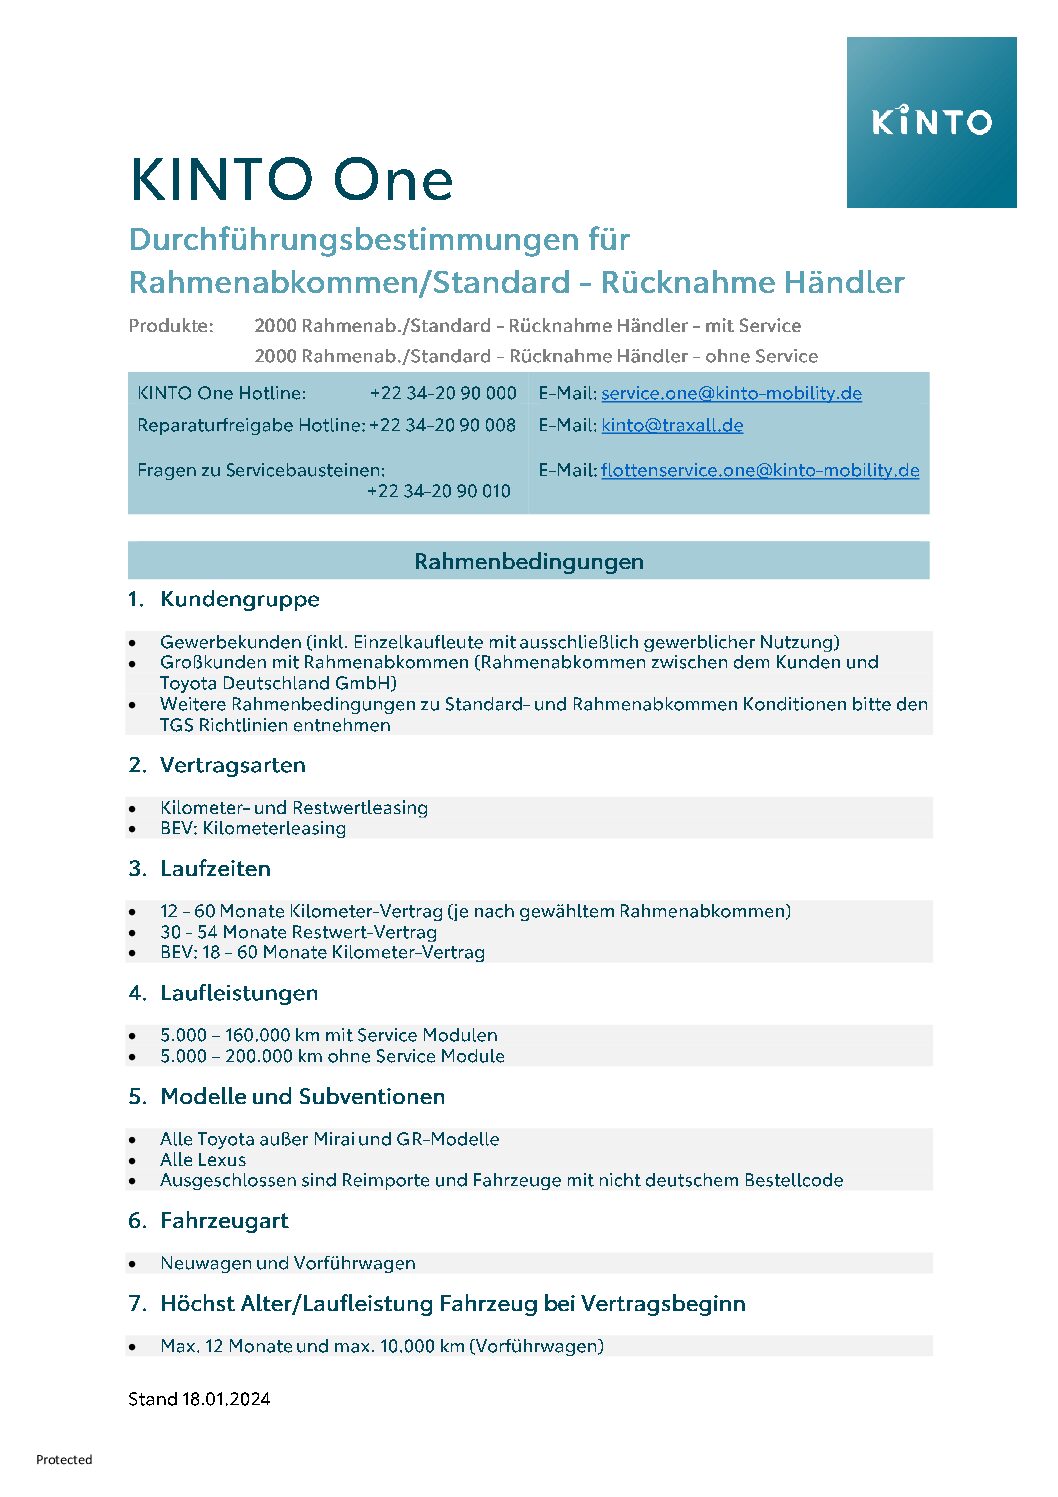 KINTO
KINTO One
Durchführungsbestimmungen für
Rahmenabkommen/Standard - Rücknahme Händler
Produkte: 2000 Rahmenab./Standard - Rücknahme Händler - mit Service
2000 Rahmenab./Standard - Rücknahme Händler - ohne Service
KINTO One Hotline: +22 34-20 90 000 E-Mail: service.one@kinto-mobility.de
Reparaturfreigabe Hotline: +22 34-20 90 008 E-Mail: kinto@traxall.de
Fragen zu Servicebausteinen: E-Mail: flottenservice.one@kinto-mobility.de
+22 34-20 90 010
Rahmenbedingungen
1. Kundengruppe
• Gewerbekunden (inkl. Einzelkaufleute mit ausschließlich gewerblicher Nutzung)
• Großkunden mit Rahmenabkommen (Rahmenabkommen zwischen dem Kunden und
Toyota Deutschland GmbH)
• Weitere Rahmenbedingungen zu Standard- und Rahmenabkommen Konditionen bitte den
TGS Richtlinien entnehmen
2. Vertragsarten
• Kilometer- und Restwertleasing
• BEV: Kilometerleasing
3. Laufzeiten
• 12 - 60 Monate Kilometer-Vertrag (je nach gewähltem Rahmenabkommen)
• 30 - 54 Monate Restwert-Vertrag
• BEV: 18 - 60 Monate Kilometer-Vertrag
4. Laufleistungen
• 5.000 – 160.000 km mit Service Modulen
• 5.000 – 200.000 km ohne Service Module
5. Modelle und Subventionen
• Alle Toyota außer Mirai und GR-Modelle
• Alle Lexus
• Ausgeschlossen sind Reimporte und Fahrzeuge mit nicht deutschem Bestellcode
6. Fahrzeugart
• Neuwagen und Vorführwagen
7. Höchst Alter/Laufleistung Fahrzeug bei Vertragsbeginn
• Max. 12 Monate und max. 10.000 km (Vorführwagen)
Stand 18.01.2024
Protected